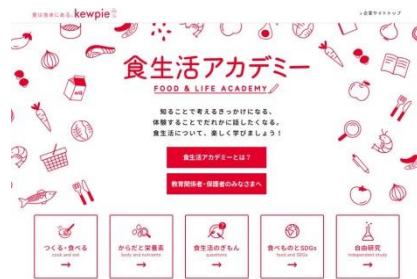 愛は食卓にある。 kewpie
企業サイトトップ
食生活アカデミー
FOOD & LIFE ACADEMY
知ることで考えるきっかけになる、
体験することでだれかに話したくなる。
食生活について、楽しく学びましょう！
食生活アカデミーとは？
教育関係者・保護者のみなさまへ
つくる・食べる
cook and eat
からだと栄養素
body and nutrients
食生活のぎもん
questions
食べものとSDGs
food and SDGs
自由研究
independent study